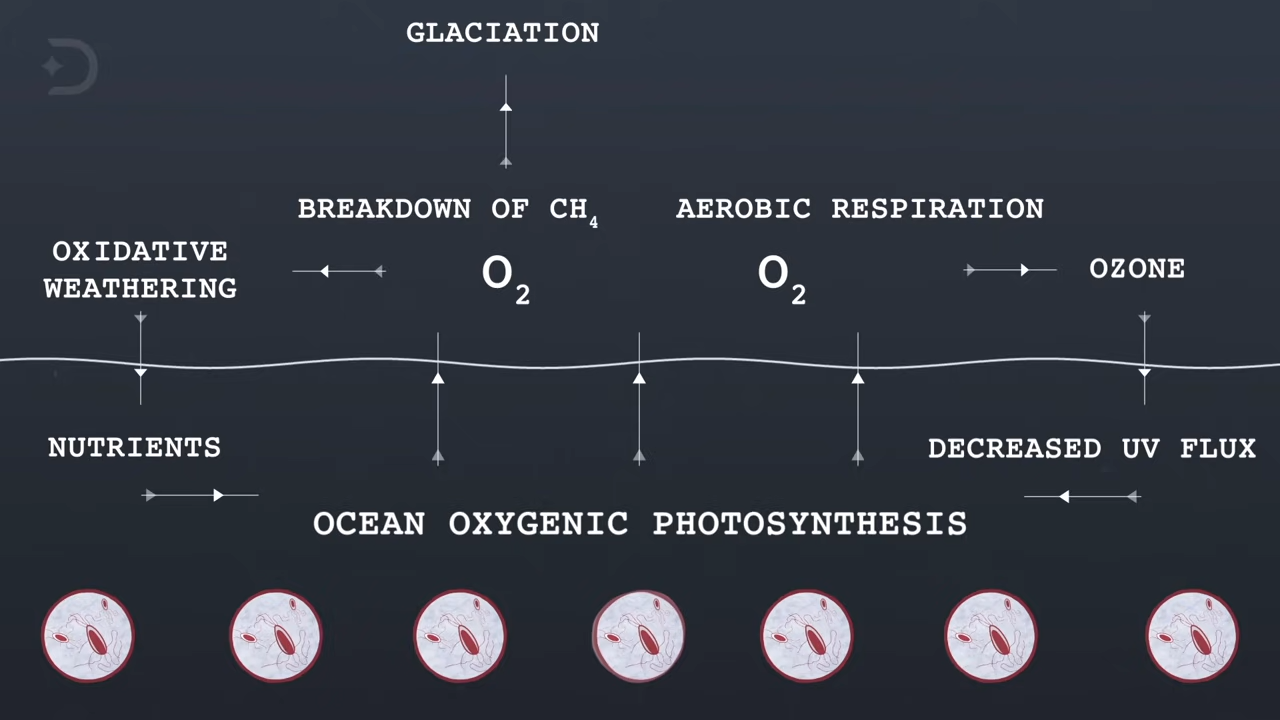 GLACIATION
BREAKDOWN OF CH₄
AEROBIC RESPIRATION
OXIDATIVE
WEATHERING
O₂
O₂
OZONE
NUTRIENTS
DECREASED UV FLUX
OCEAN OXYGENIC PHOTOSYNTHESIS